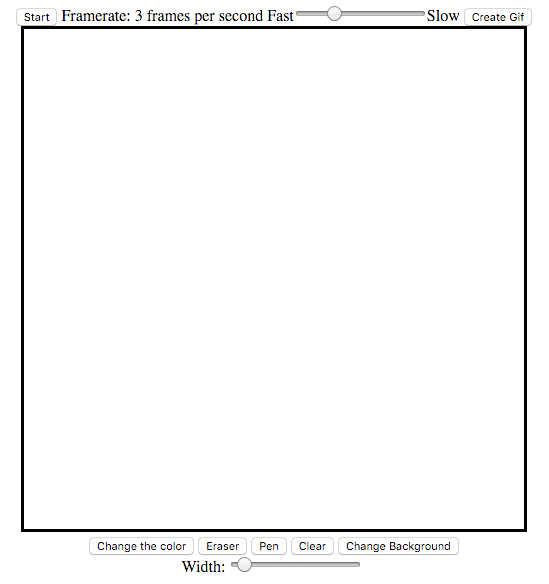 Start Framerate: 3 frames per second Fast Slow Create Gif
Change the color Eraser Pen Clear Change Background
Width: